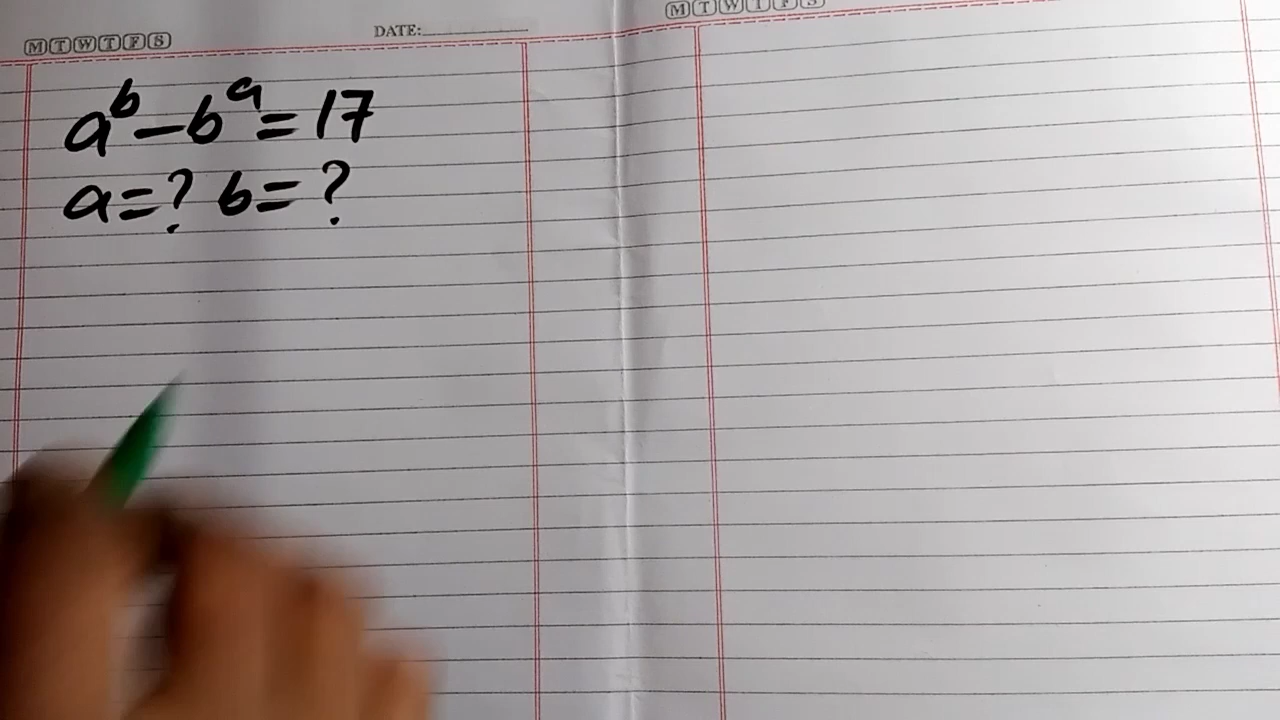 M T W T F S
DATE:
M T W T F S
a^b - b^a = 17
a = ? b = ?